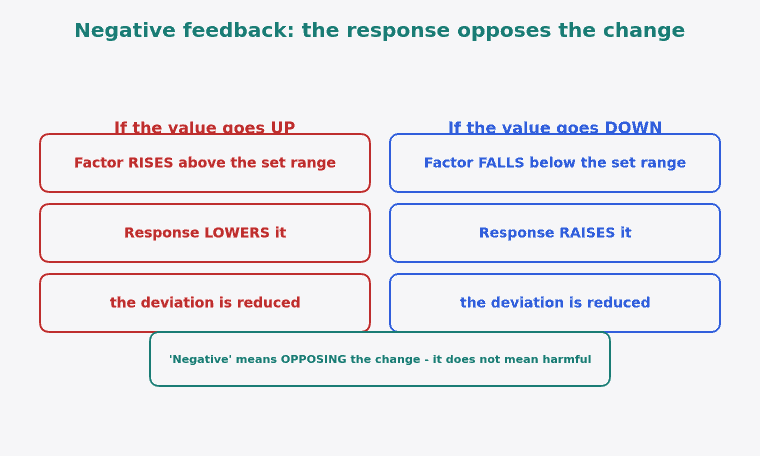 Negative feedback: the response opposes the change
If the value goes UP
Factor RISES above the set range
Response LOWERS it
the deviation is reduced
If the value goes DOWN
Factor FALLS below the set range
Response RAISES it
the deviation is reduced
'Negative' means OPPOSING the change - it does not mean harmful